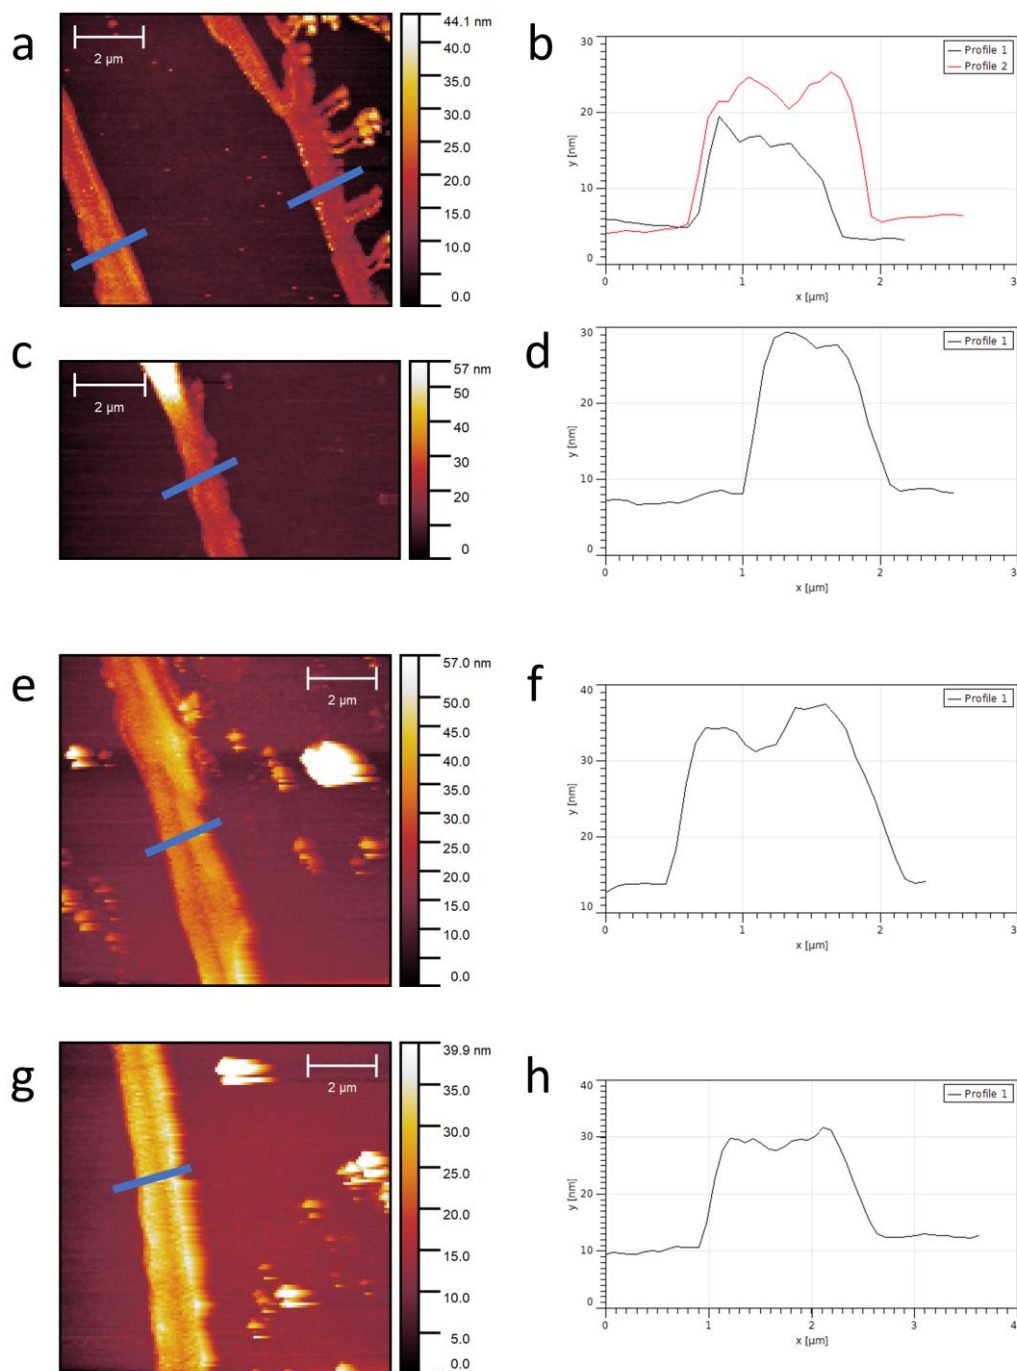 a
2 µm
44.1 nm
40.0
35.0
30.0
25.0
20.0
15.0
10.0
0.0
b
Profile 1
Profile 2
30
20
10
0
y [nm]
0 1 2 3
x [µm]
c
2 µm
57 nm
50
40
30
20
0
d
Profile 1
30
20
10
0
y [nm]
0 1 2 3
x [µm]
e
2 µm
57.0 nm
50.0
45.0
40.0
35.0
30.0
25.0
20.0
15.0
10.0
0.0
f
Profile 1
40
30
20
10
y [nm]
0 1 2 3
x [µm]
g
2 µm
39.9 nm
35.0
30.0
25.0
20.0
15.0
10.0
5.0
0.0
h
Profile 1
40
30
20
10
0
y [nm]
0 1 2 3 4
x [µm]